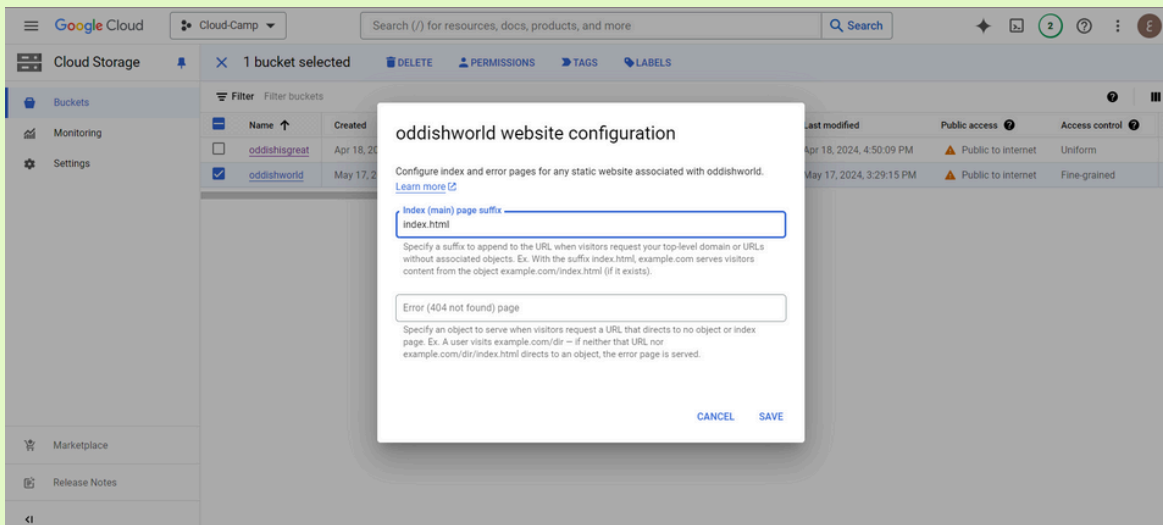 Google Cloud
Cloud-Camp
Search (/) for resources, docs, products, and more
Search
2
E
Cloud Storage
1 bucket selected
DELETE
PERMISSIONS
TAGS
LABELS
Buckets
Monitoring
Settings
Filter Filter buckets
Name Created Last modified Public access Access control
oddishisgreat Apr 18, 20 Apr 18, 2024, 4:50:09 PM Public to internet Uniform
oddishworld May 17, 2 May 17, 2024, 3:29:15 PM Public to internet Fine-grained
oddishworld website configuration
Configure index and error pages for any static website associated with oddishworld.
Learn more
Index (main) page suffix
index.html
Specify a suffix to append to the URL when visitors request your top-level domain or URLs
without associated objects. Ex. With the suffix index.html, example.com serves visitors
content from the object example.com/index.html (if it exists).
Error (404 not found) page
Specify an object to serve when visitors request a URL that directs to no object or index
page. Ex. A user visits example.com/dir — if neither that URL nor
example.com/dir/index.html directs to an object, the error page is served.
CANCEL SAVE
Marketplace
Release Notes